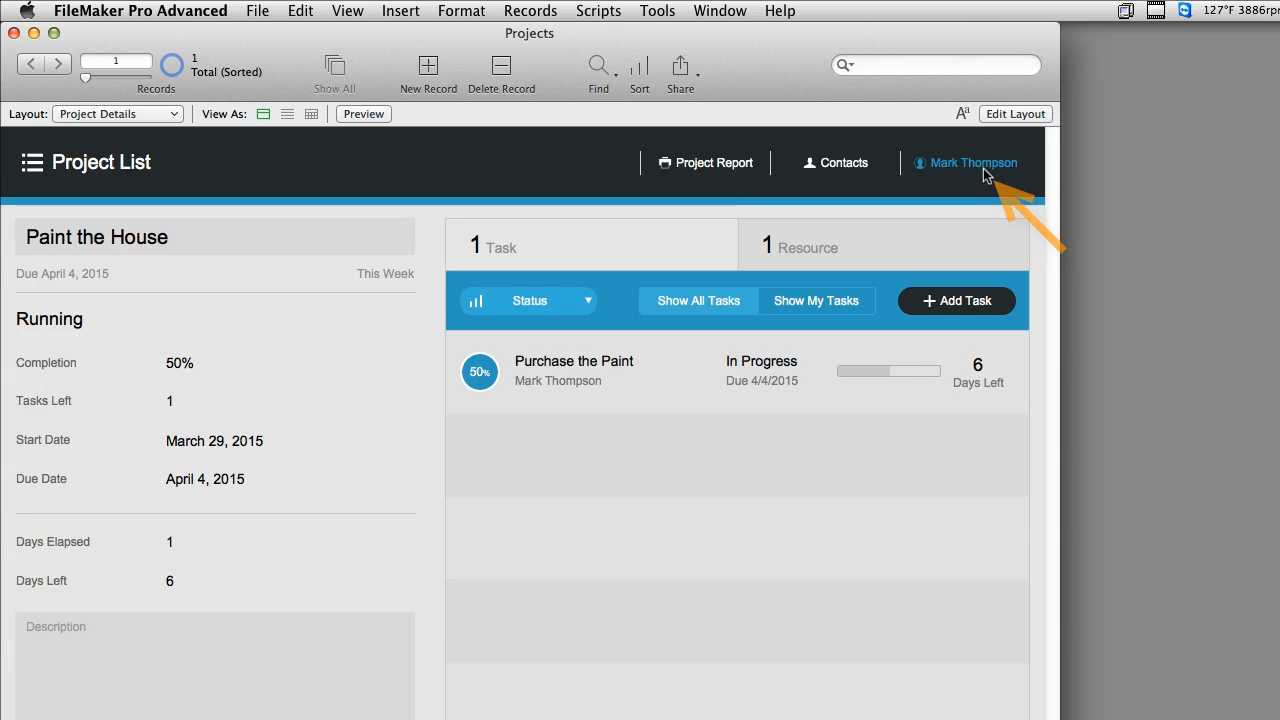 FileMaker Pro Advanced File Edit View Insert Format Records Scripts Tools Window Help 127°F 3886rpm
Projects
1
1
Total (Sorted)
Records Show All New Record Delete Record Find Sort Share
Layout: Project Details View As: Preview Aa Edit Layout
Project List Project Report Contacts Mark Thompson
Paint the House
Due April 4, 2015 This Week
Running
Completion 50%
Tasks Left 1
Start Date March 29, 2015
Due Date April 4, 2015
Days Elapsed 1
Days Left 6
Description
1 Task 1 Resource
Status Show All Tasks Show My Tasks + Add Task
50% Purchase the Paint In Progress 6
Mark Thompson Due 4/4/2015 Days Left